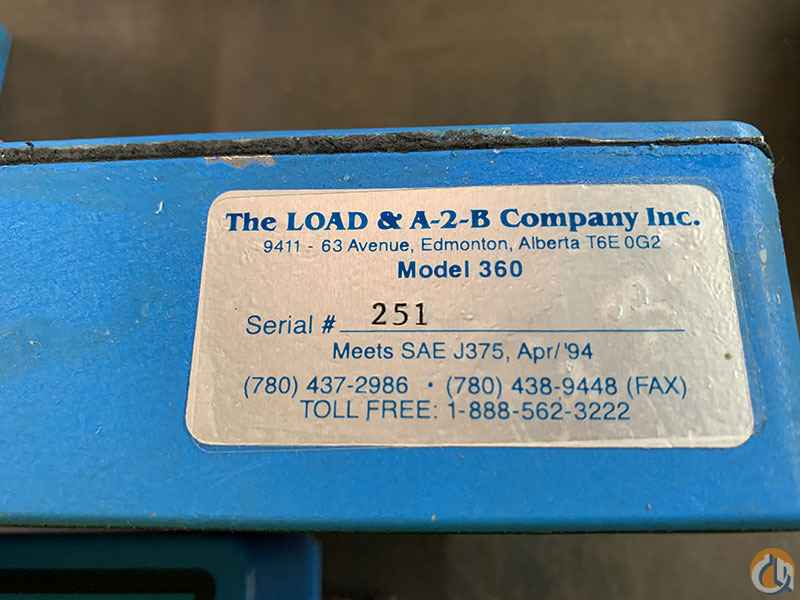 The LOAD & A-2-B Company Inc.
9411 - 63 Avenue, Edmonton, Alberta T6E 0G2
Model 360
Serial # 251
Meets SAE J375, Apr/'94
(780) 437-2986 · (780) 438-9448 (FAX)
TOLL FREE: 1-888-562-3222